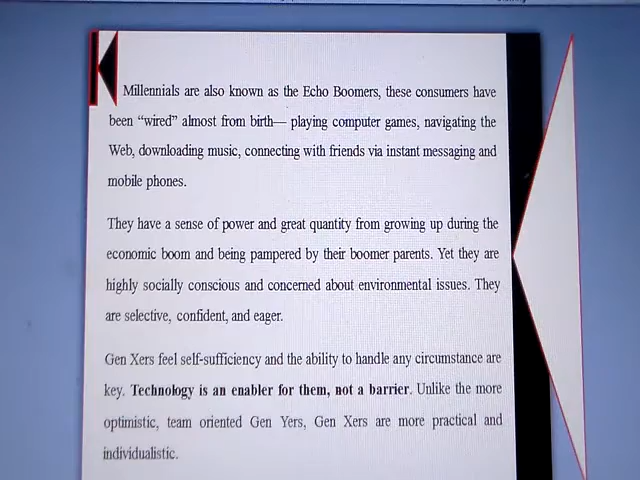 Millennials are also known as the Echo Boomers, these consumers have
been “wired” almost from birth— playing computer games, navigating the
Web, downloading music, connecting with friends via instant messaging and
mobile phones.
They have a sense of power and great quantity from growing up during the
economic boom and being pampered by their boomer parents. Yet they are
highly socially conscious and concerned about environmental issues. They
are selective, confident, and eager.
Gen Xers feel self-sufficiency and the ability to handle any circumstance are
key. Technology is an enabler for them, not a barrier. Unlike the more
optimistic, team oriented Gen Yers, Gen Xers are more practical and
individualistic.